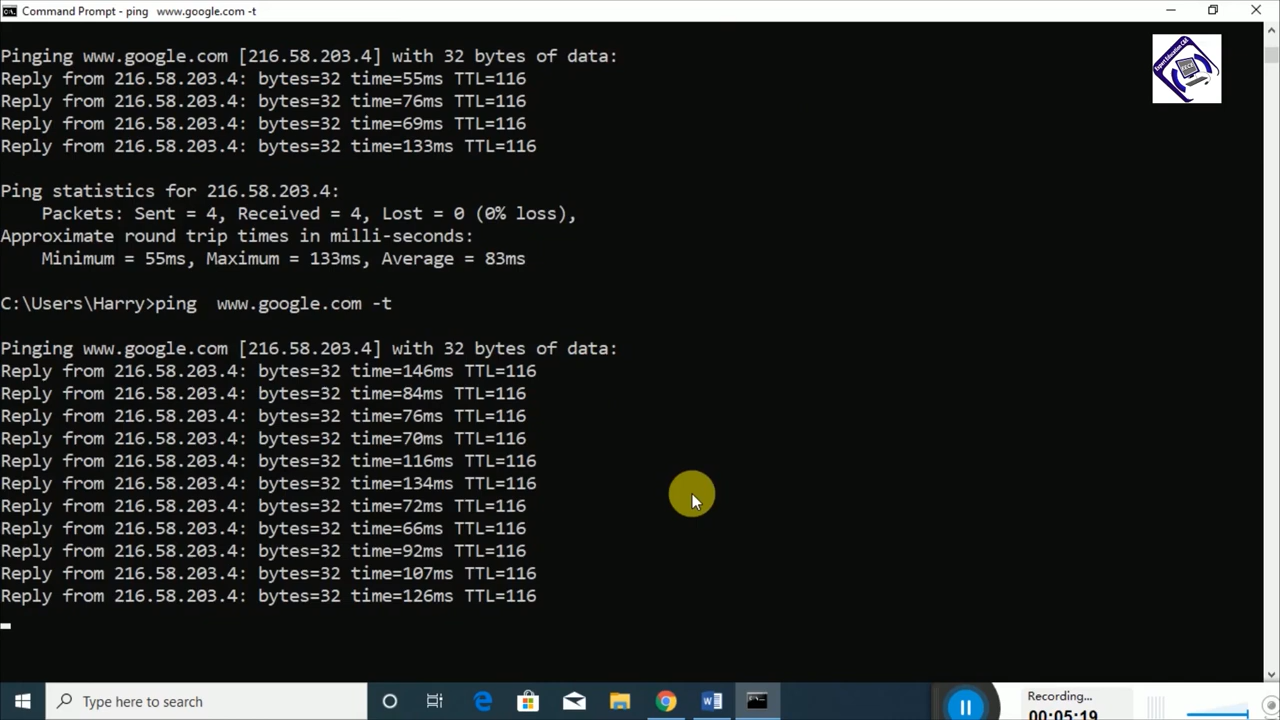 Command Prompt - ping www.google.com -t
Pinging www.google.com [216.58.203.4] with 32 bytes of data:
Reply from 216.58.203.4: bytes=32 time=55ms TTL=116
Reply from 216.58.203.4: bytes=32 time=76ms TTL=116
Reply from 216.58.203.4: bytes=32 time=69ms TTL=116
Reply from 216.58.203.4: bytes=32 time=133ms TTL=116
Ping statistics for 216.58.203.4:
Packets: Sent = 4, Received = 4, Lost = 0 (0% loss),
Approximate round trip times in milli-seconds:
Minimum = 55ms, Maximum = 133ms, Average = 83ms
C:\Users\Harry>ping  www.google.com -t
Pinging www.google.com [216.58.203.4] with 32 bytes of data:
Reply from 216.58.203.4: bytes=32 time=146ms TTL=116
Reply from 216.58.203.4: bytes=32 time=84ms TTL=116
Reply from 216.58.203.4: bytes=32 time=76ms TTL=116
Reply from 216.58.203.4: bytes=32 time=70ms TTL=116
Reply from 216.58.203.4: bytes=32 time=116ms TTL=116
Reply from 216.58.203.4: bytes=32 time=134ms TTL=116
Reply from 216.58.203.4: bytes=32 time=72ms TTL=116
Reply from 216.58.203.4: bytes=32 time=66ms TTL=116
Reply from 216.58.203.4: bytes=32 time=92ms TTL=116
Reply from 216.58.203.4: bytes=32 time=107ms TTL=116
Reply from 216.58.203.4: bytes=32 time=126ms TTL=116
Type here to search
Recording...
00:05:19